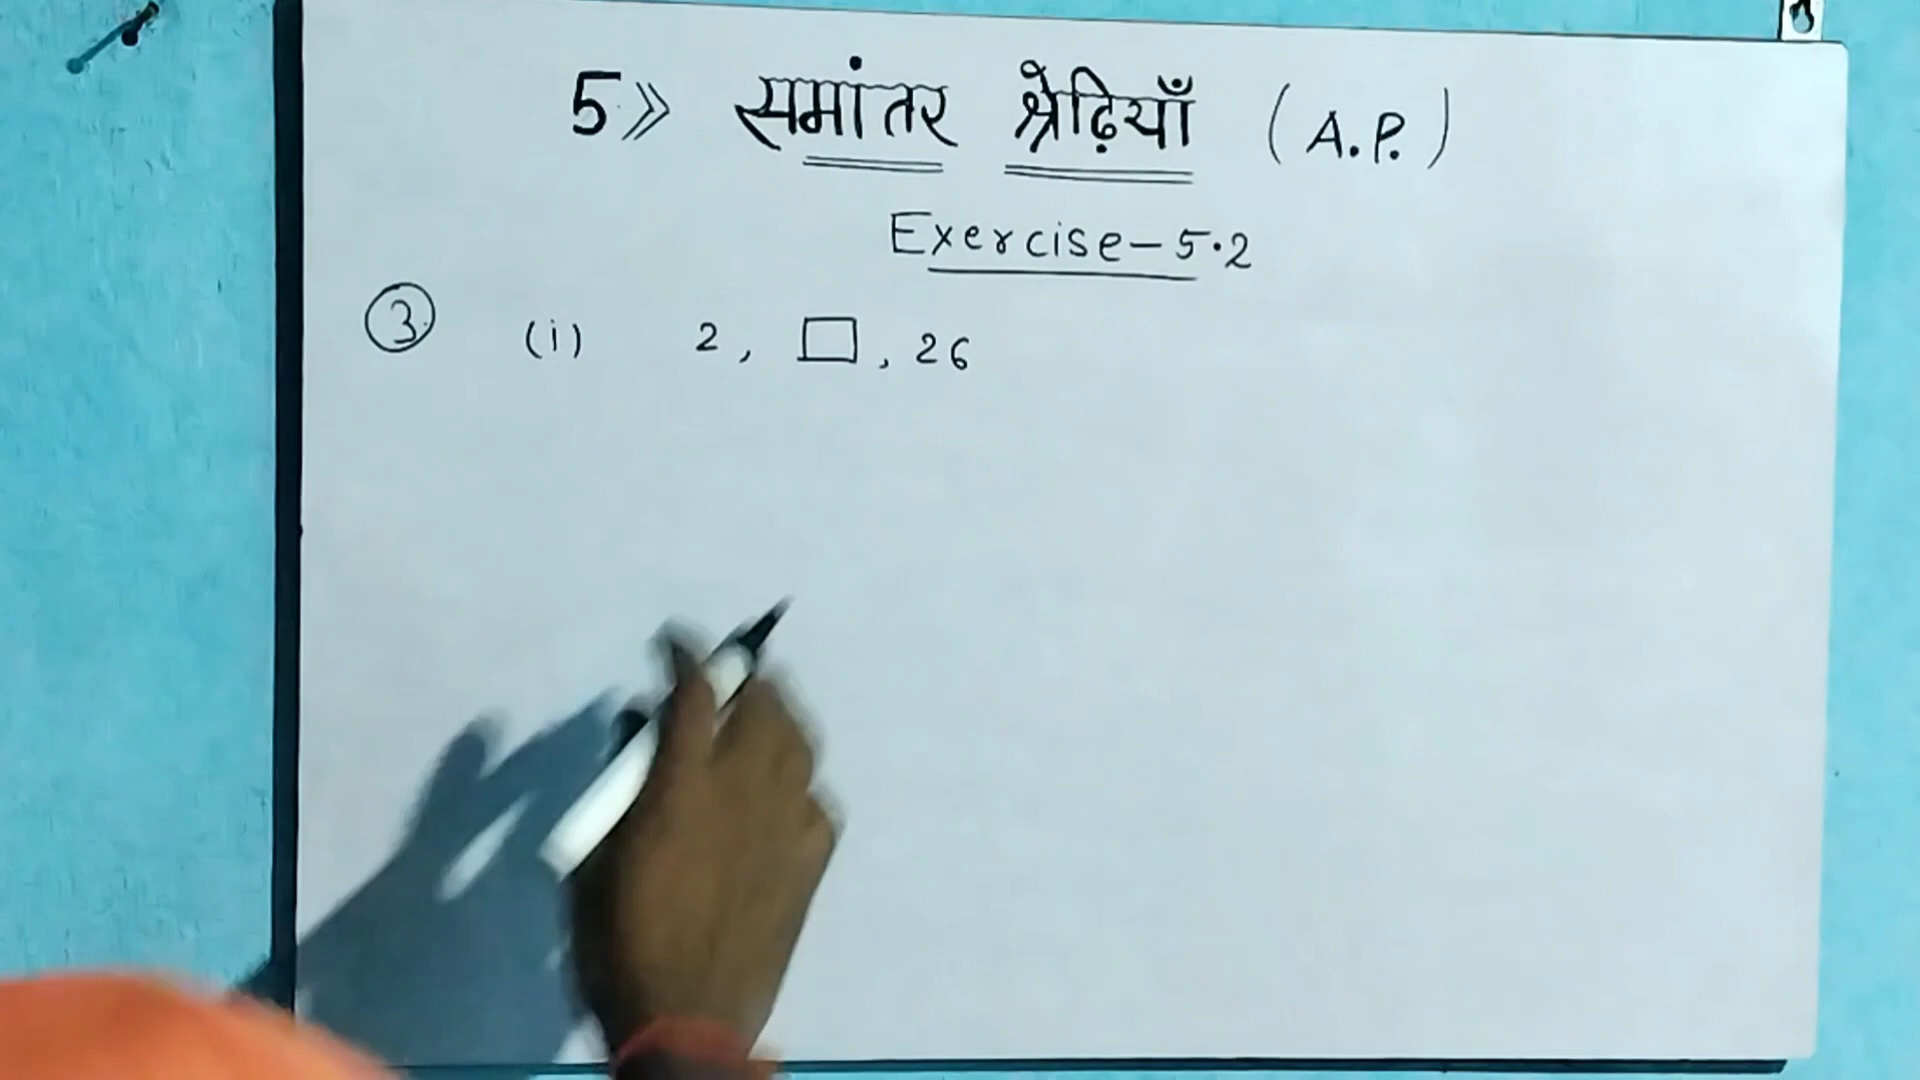 5》 समांतर श्रेढ़ियाँ (A.P.)
Exercise-5.2
③ (i) 2, □, 26